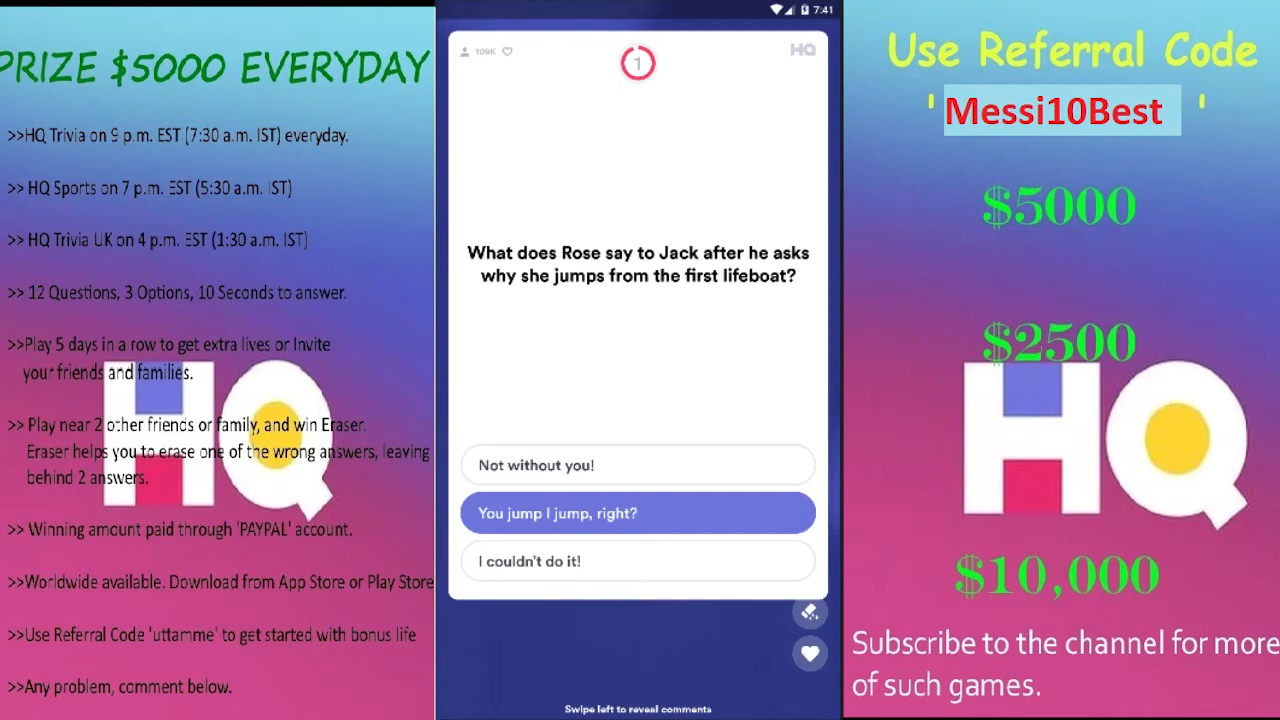 PRIZE $5000 EVERYDAY
>>HQ Trivia on 9 p.m. EST (7:30 a.m. IST) everyday.
>> HQ Sports on 7 p.m. EST (5:30 a.m. IST)
>> HQ Trivia UK on 4 p.m. EST (1:30 a.m. IST)
>> 12 Questions, 3 Options, 10 Seconds to answer.
>>Play 5 days in a row to get extra lives or Invite
your friends and families.
>> Play near 2 other friends or family, and win Eraser.
Eraser helps you to erase one of the wrong answers, leaving
behind 2 answers.
>> Winning amount paid through 'PAYPAL' account.
>>Worldwide available. Download from App Store or Play Store
>>Use Referral Code 'uttamme' to get started with bonus life
>>Any problem, comment below.
HQ
7:41
109K
1
HQ
What does Rose say to Jack after he asks
why she jumps from the first lifeboat?
Not without you!
You jump I jump, right?
I couldn't do it!
Swipe left to reveal comments
Use Referral Code
' Messi10Best '
$5000
$2500
HQ
$10,000
Subscribe to the channel for more
of such games.